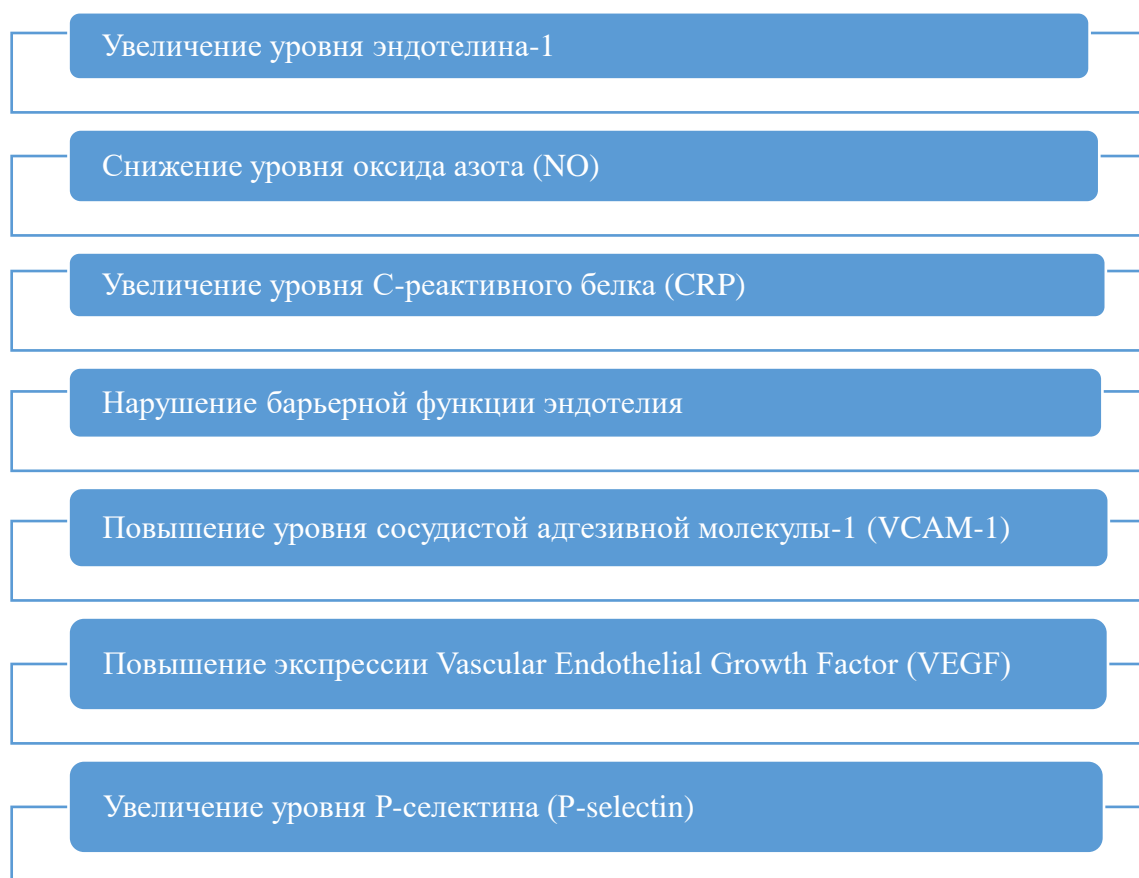 Увеличение уровня эндотелина-1
Снижение уровня оксида азота (NO)
Увеличение уровня С-реактивного белка (CRP)
Нарушение барьерной функции эндотелия
Повышение уровня сосудистой адгезивной молекулы-1 (VCAM-1)
Повышение экспрессии Vascular Endothelial Growth Factor (VEGF)
Увеличение уровня Р-селектина (P-selectin)